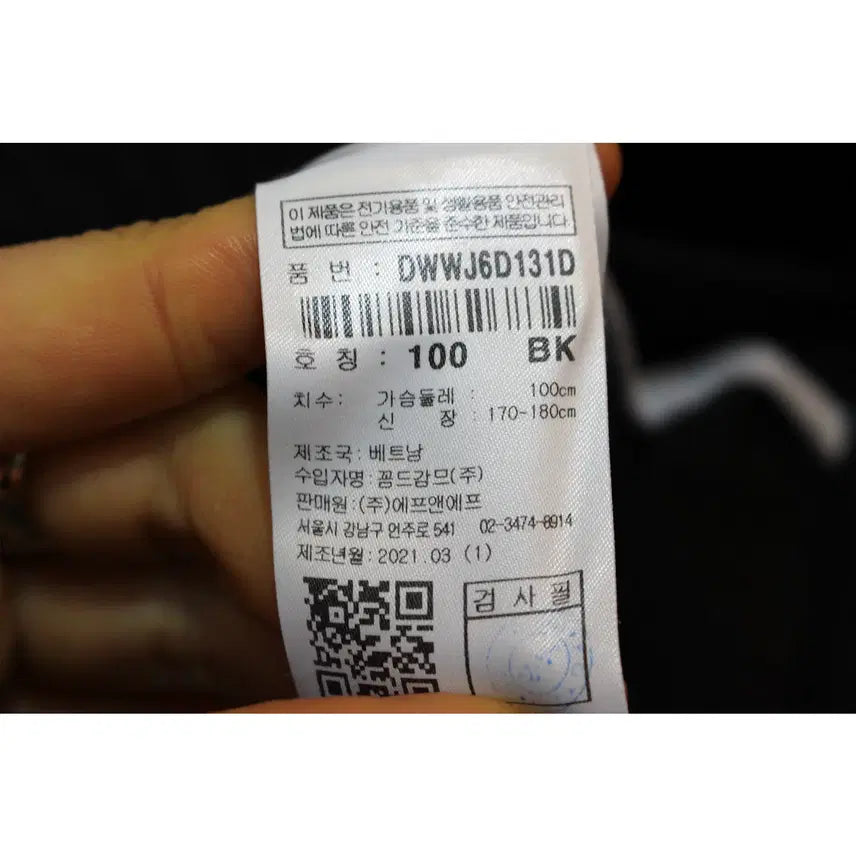 이 제품은 전기용품 및 생활용품 안전관리
법에 따른 안전 기준을 준수한 제품입니다.
품 번 : DWWJ6D131D
호 칭 : 100 BK
치수 : 가슴둘레 : 100cm
신 장 : 170-180cm
제조국 : 베트남
수입자명 : 꼼드감므(주)
판매원 : (주)에프앤에프
서울시 강남구 언주로 541 02-3474-8914
제조년월 : 2021.03 (1)
검 사 필